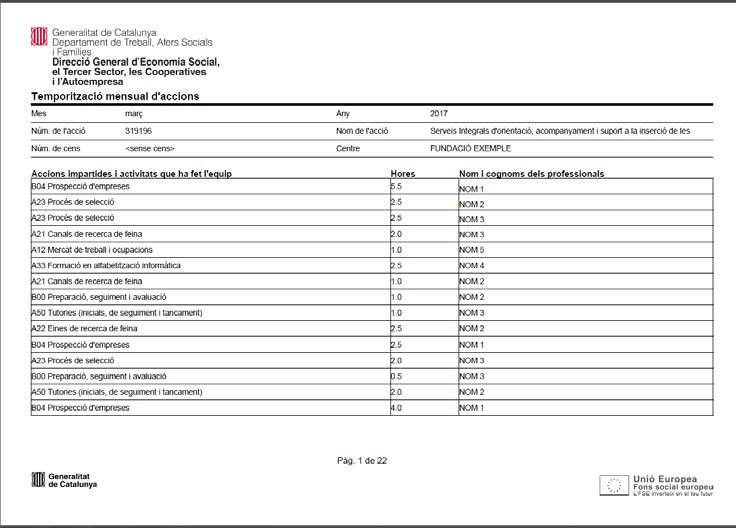 Generalitat de Catalunya
Departament de Treball, Afers Socials
i Famílies
Direcció General d'Economia Social,
el Tercer Sector, les Cooperatives
i l'Autoempresa
Temporització mensual d'accions
Mes març Any 2017
Núm. de l'acció 319196 Nom de l'acció Serveis Integrals d'orientació, acompanyament i suport a la inserció de les
Núm. de cens <sense cens> Centre FUNDACIÓ EXEMPLE
Accions impartides i activitats que ha fet l'equip Hores Nom i cognoms dels professionals
B04 Prospecció d'empreses 5.5 NOM 1
A23 Procés de selecció 2.5 NOM 2
A23 Procés de selecció 2.5 NOM 3
A21 Canals de recerca de feina 2.0 NOM 3
A12 Mercat de treball i ocupacions 1.0 NOM 5
A33 Formació en alfabetització informàtica 2.5 NOM 4
A21 Canals de recerca de feina 1.0 NOM 2
B00 Preparació, seguiment i avaluació 1.0 NOM 2
A50 Tutories (inicials, de seguiment i tancament) 1.0 NOM 3
A22 Eines de recerca de feina 2.5 NOM 2
B04 Prospecció d'empreses 2.5 NOM 1
A23 Procés de selecció 2.0 NOM 3
B00 Preparació, seguiment i avaluació 0.5 NOM 3
A50 Tutories (inicials, de seguiment i tancament) 2.0 NOM 2
B04 Prospecció d'empreses 4.0 NOM 1
Pàg. 1 de 22
Generalitat
de Catalunya
Unió Europea
Fons social europeu
L'FSE inverteix en el teu futur